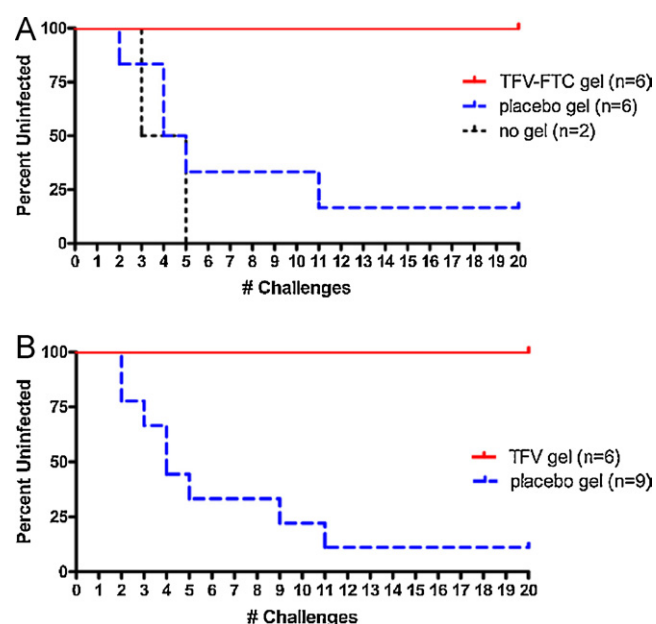 A
Percent Uninfected
100
75
50
25
0
0 1 2 3 4 5 6 7 8 9 10 11 12 13 14 15 16 17 18 19 20
# Challenges
TFV-FTC gel (n=6)
placebo gel (n=6)
no gel (n=2)
B
Percent Uninfected
100
75
50
25
0
0 1 2 3 4 5 6 7 8 9 10 11 12 13 14 15 16 17 18 19 20
# Challenges
TFV gel (n=6)
placebo gel (n=9)